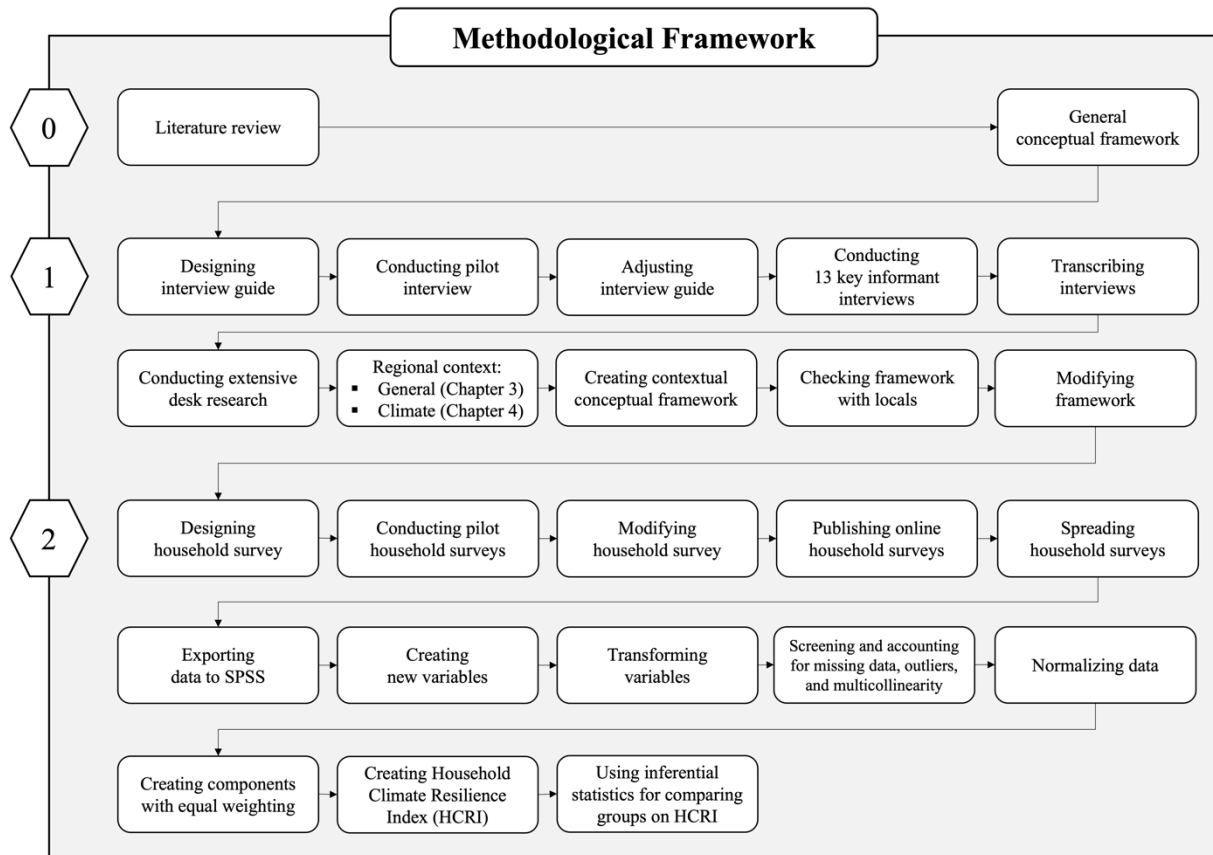 Methodological Framework
0
Literature review
General
conceptual framework
1
Designing
interview guide
Conducting pilot
interview
Adjusting
interview guide
Conducting
13 key informant
interviews
Transcribing
interviews
Conducting extensive
desk research
Regional context:
▪ General (Chapter 3)
▪ Climate (Chapter 4)
Creating contextual
conceptual framework
Checking framework
with locals
Modifying
framework
2
Designing
household survey
Conducting pilot
household surveys
Modifying
household survey
Publishing online
household surveys
Spreading
household surveys
Exporting
data to SPSS
Creating
new variables
Transforming
variables
Screening and accounting
for missing data, outliers,
and multicollinearity
Normalizing data
Creating components
with equal weighting
Creating Household
Climate Resilience
Index (HCRI)
Using inferential
statistics for comparing
groups on HCRI